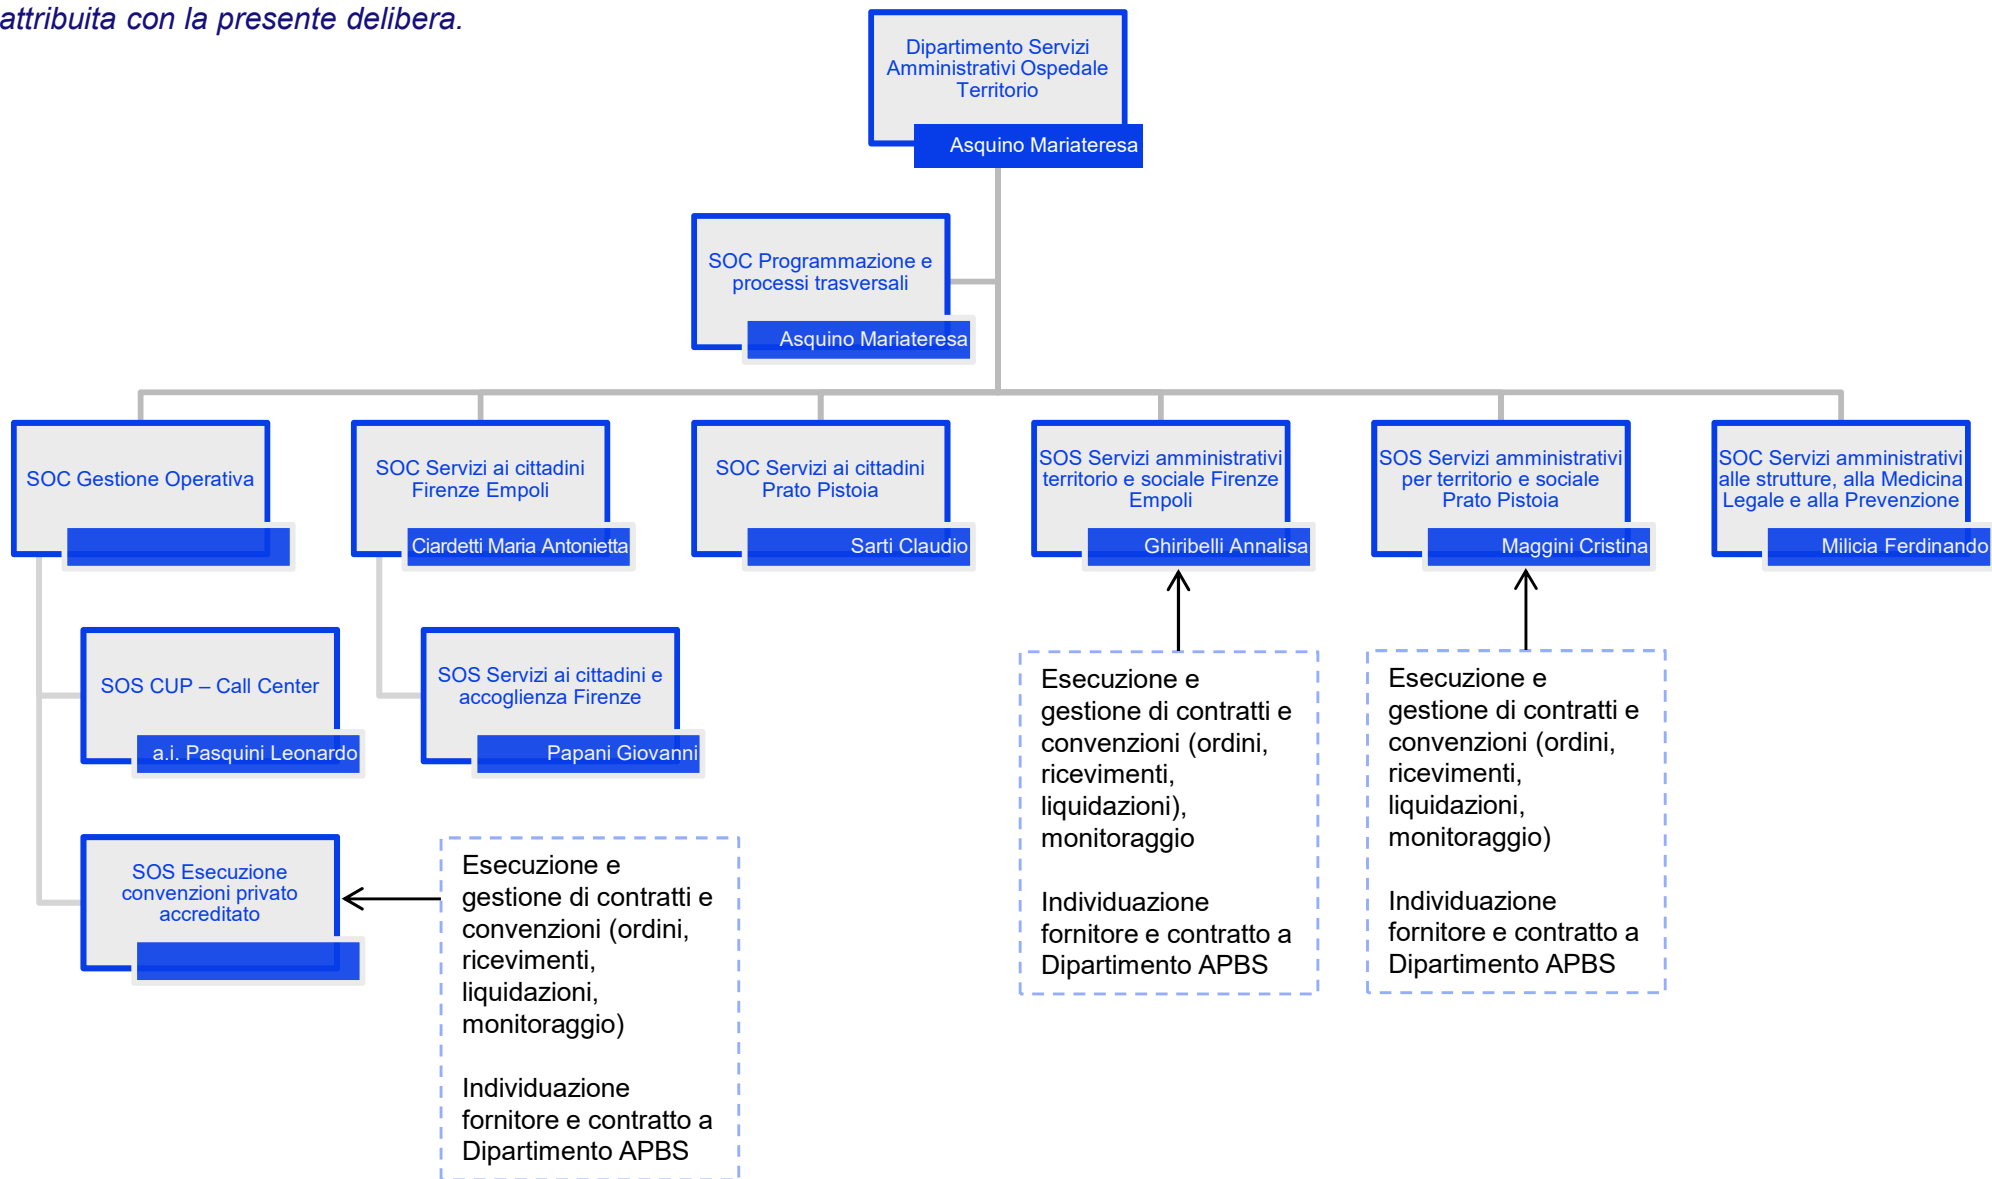 attribuita con la presente delibera.
Dipartimento Servizi
Amministrativi Ospedale
Territorio
Asquino Mariateresa
SOC Programmazione e
processi trasversali
Asquino Mariateresa
SOC Gestione Operativa
SOC Servizi ai cittadini
Firenze Empoli
Ciardetti Maria Antonietta
SOC Servizi ai cittadini
Prato Pistoia
Sarti Claudio
SOS Servizi amministrativi
territorio e sociale Firenze
Empoli
Ghiribelli Annalisa
SOS Servizi amministrativi
per territorio e sociale
Prato Pistoia
Maggini Cristina
SOC Servizi amministrativi
alle strutture, alla Medicina
Legale e alla Prevenzione
Milicia Ferdinando
SOS CUP – Call Center
a.i. Pasquini Leonardo
SOS Servizi ai cittadini e
accoglienza Firenze
Papani Giovanni
Esecuzione e
gestione di contratti e
convenzioni (ordini,
ricevimenti,
liquidazioni),
monitoraggio
Individuazione
fornitore e contratto a
Dipartimento APBS
Esecuzione e
gestione di contratti e
convenzioni (ordini,
ricevimenti,
liquidazioni,
monitoraggio)
Individuazione
fornitore e contratto a
Dipartimento APBS
SOS Esecuzione
convenzioni privato
accreditato
Esecuzione e
gestione di contratti e
convenzioni (ordini,
ricevimenti,
liquidazioni,
monitoraggio)
Individuazione
fornitore e contratto a
Dipartimento APBS